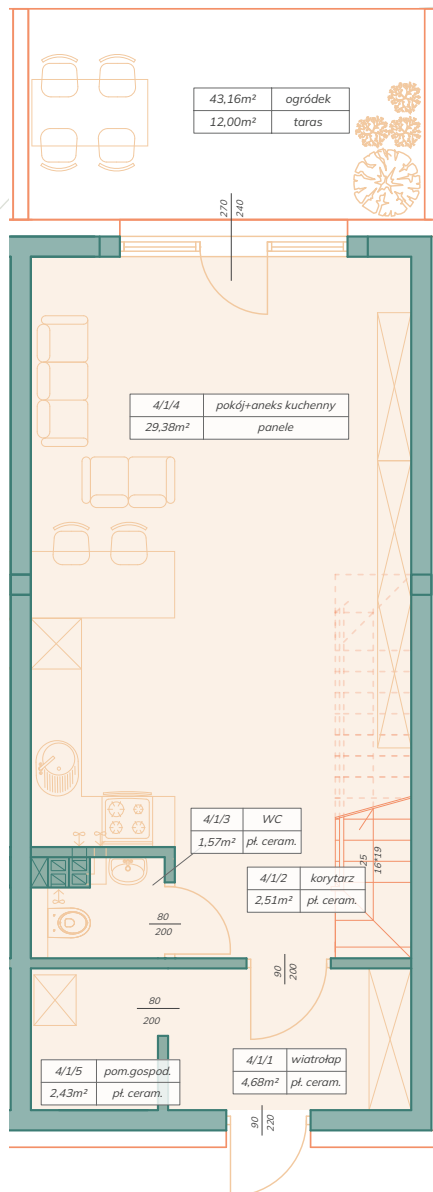 43,16m² ogródek
12,00m² taras
270
240
4/1/4 pokój+aneks kuchenny
29,38m² panele
4/1/3 WC
1,57m² pł. ceram.
25
16*19
4/1/2 korytarz
2,51m² pł. ceram.
80
200
90
200
80
200
4/1/1 wiatrołap
4,68m² pł. ceram.
4/1/5 pom.gospod.
2,43m² pł. ceram.
90
220